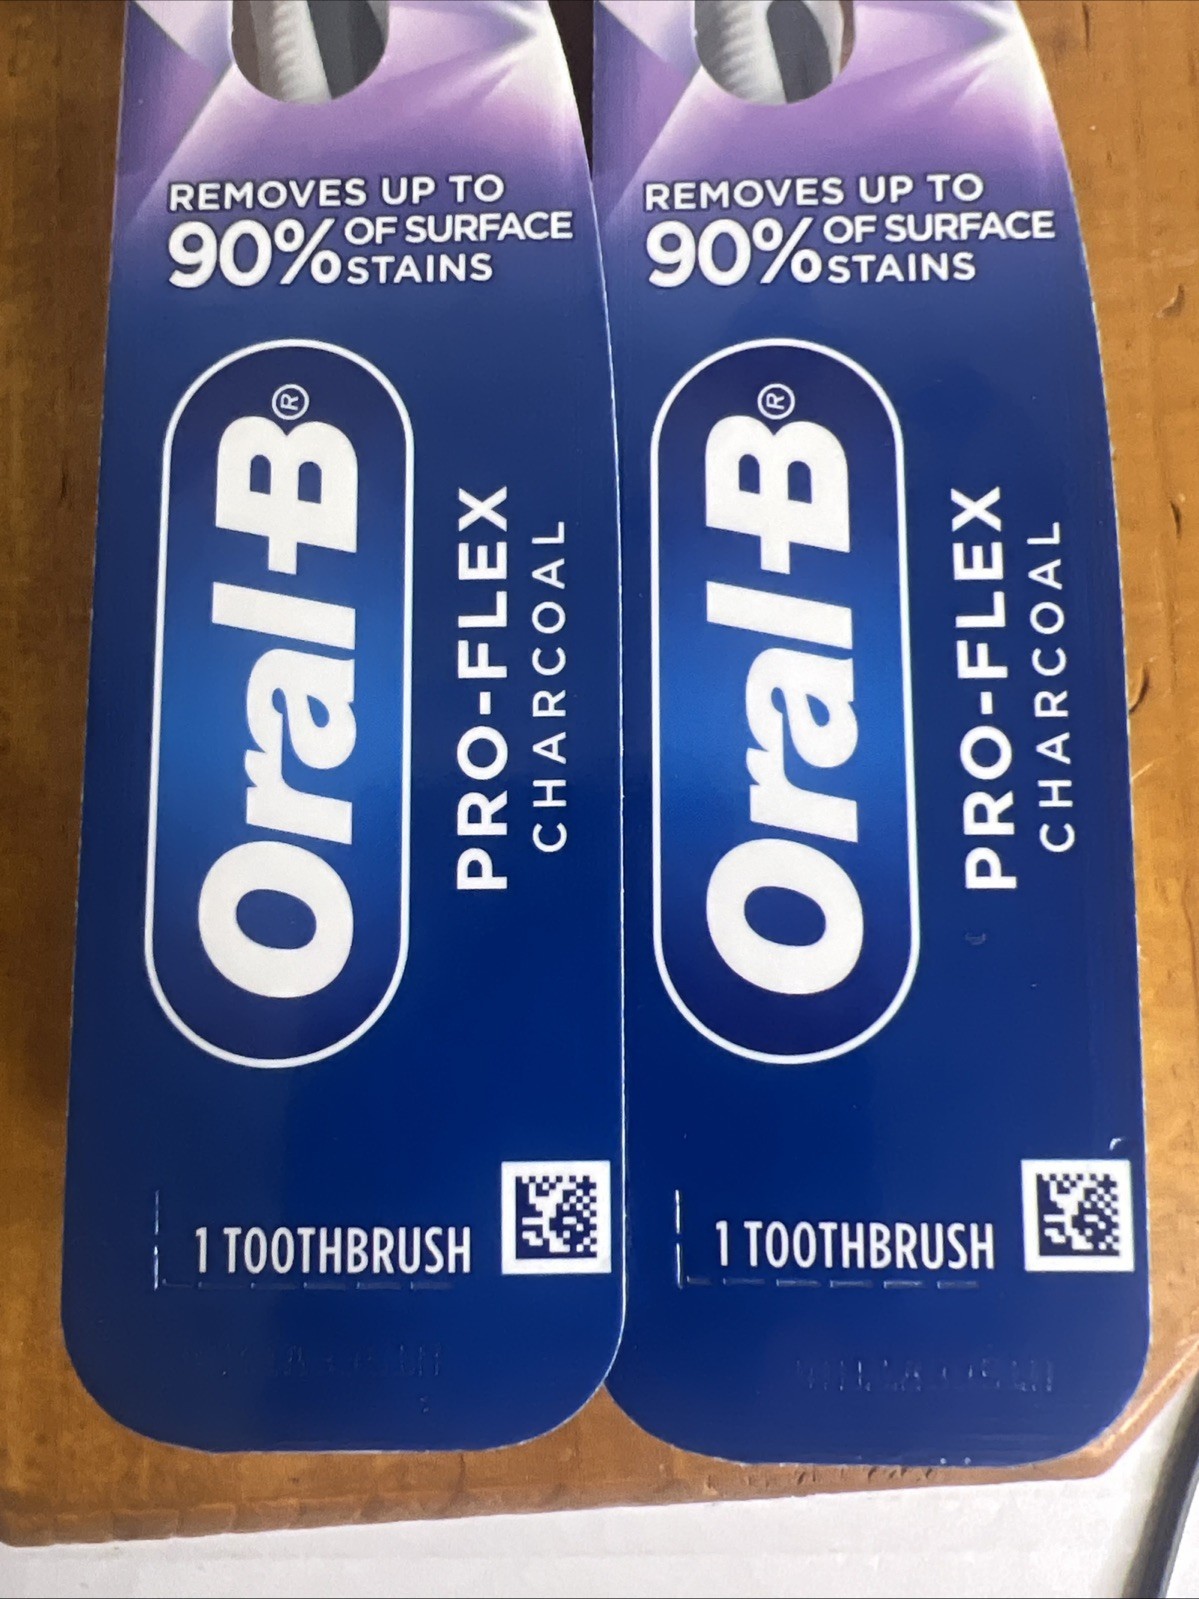 REMOVES UP TO
90% OF SURFACE
STAINS
Oral-B®
PRO-FLEX
CHARCOAL
1 TOOTHBRUSH
REMOVES UP TO
90% OF SURFACE
STAINS
Oral-B®
PRO-FLEX
CHARCOAL
1 TOOTHBRUSH